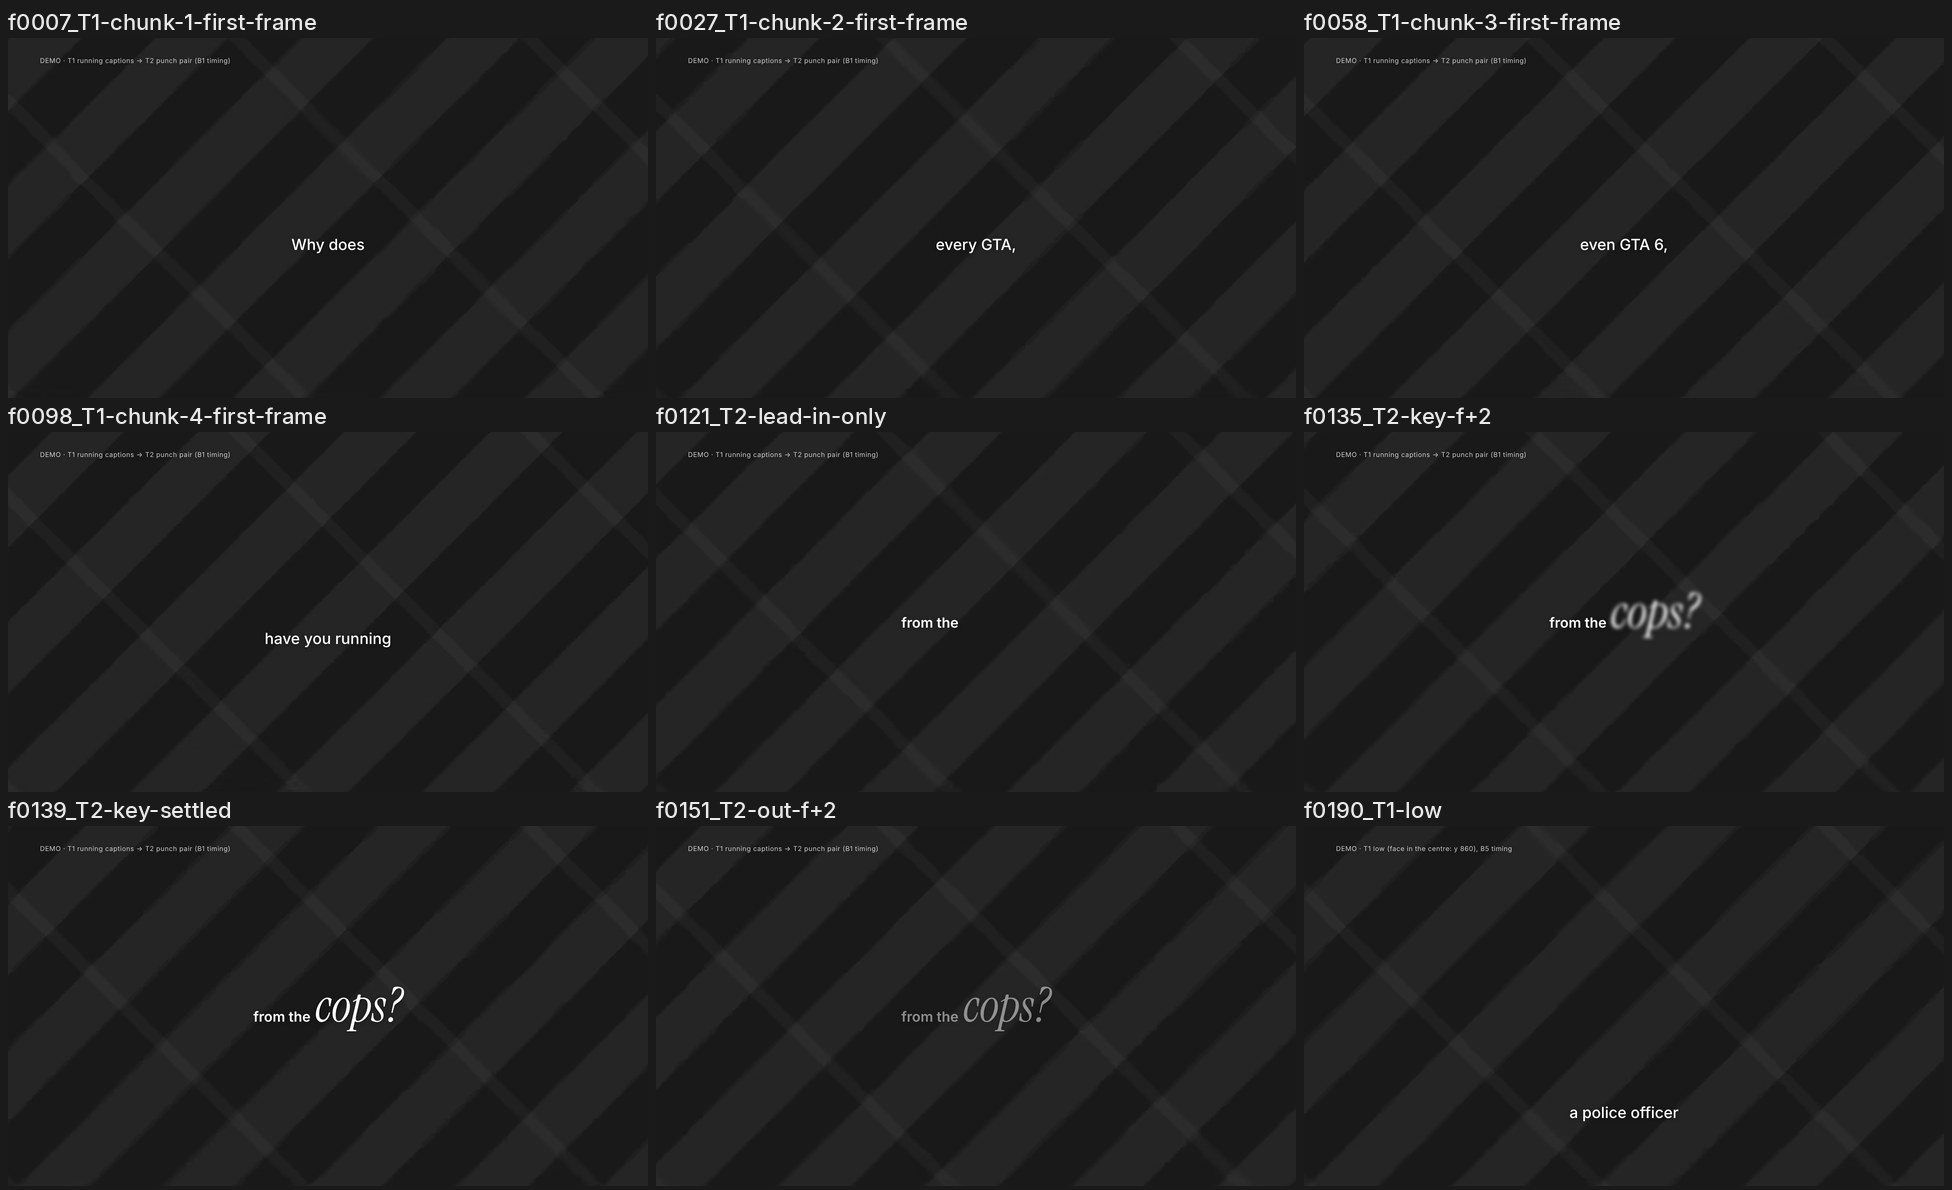 f0007_T1-chunk-1-first-frame
DEMO · T1 running captions → T2 punch pair (B1 timing)
Why does
f0027_T1-chunk-2-first-frame
DEMO · T1 running captions → T2 punch pair (B1 timing)
every GTA,
f0058_T1-chunk-3-first-frame
DEMO · T1 running captions → T2 punch pair (B1 timing)
even GTA 6,
f0098_T1-chunk-4-first-frame
DEMO · T1 running captions → T2 punch pair (B1 timing)
have you running
f0121_T2-lead-in-only
DEMO · T1 running captions → T2 punch pair (B1 timing)
from the
f0135_T2-key-f+2
DEMO · T1 running captions → T2 punch pair (B1 timing)
from the cops?
f0139_T2-key-settled
DEMO · T1 running captions → T2 punch pair (B1 timing)
from the cops?
f0151_T2-out-f+2
DEMO · T1 running captions → T2 punch pair (B1 timing)
from the cops?
f0190_T1-low
DEMO · T1 low (face in the centre: y 860), B5 timing
a police officer